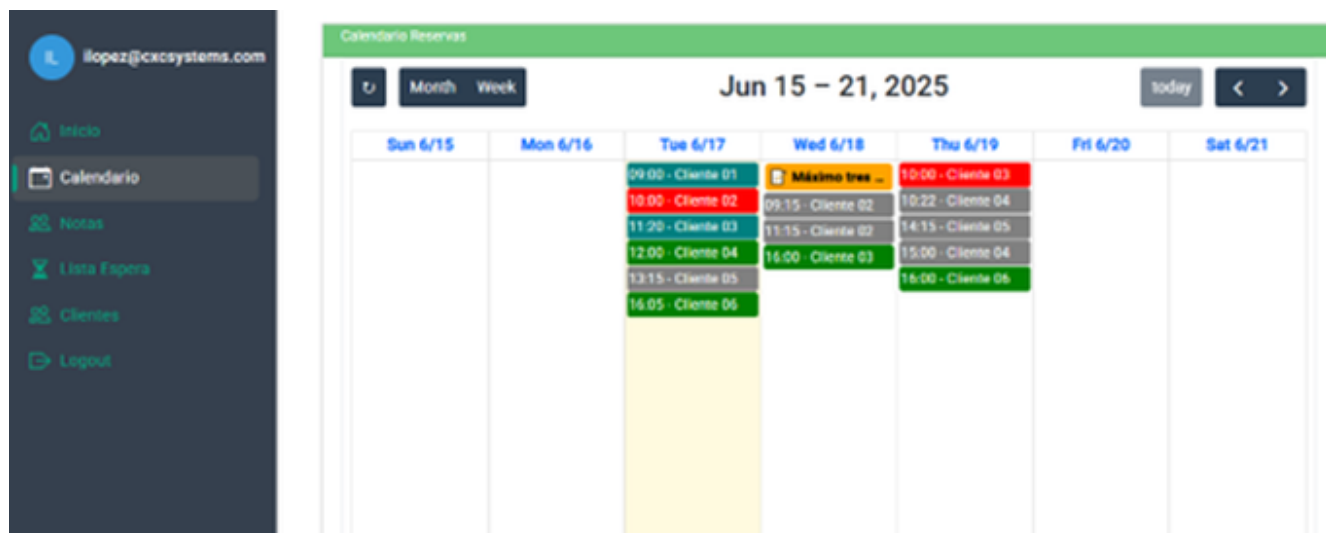 IL
ilopez@cxcsystems.com
Inicio
Calendario
Notas
Lista Espera
Clientes
Logout
Calendario Reservas
Month Week
Jun 15 – 21, 2025
today
Sun 6/15 Mon 6/16 Tue 6/17 Wed 6/18 Thu 6/19 Fri 6/20 Sat 6/21
09:00 - Cliente 01
10:00 - Cliente 02
11:20 - Cliente 03
12:00 - Cliente 04
13:15 - Cliente 05
16:05 - Cliente 06
Máximo tres ...
09:15 - Cliente 02
11:15 - Cliente 02
16:00 - Cliente 03
10:00 - Cliente 03
10:22 - Cliente 04
14:15 - Cliente 05
15:00 - Cliente 04
16:00 - Cliente 06